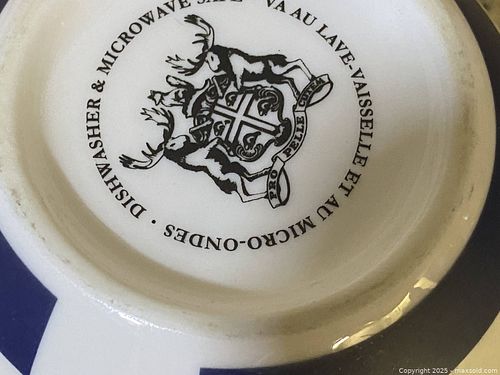 DISHWASHER & MICROWAVE SAFE • VA AU LAVE-VAISSELLE ET AU MICRO-ONDES •
PRO PELLE CUTEM
Copyright 2025 - maxsold.com